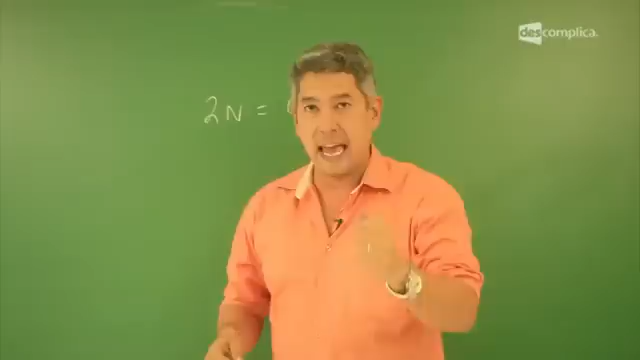 descomplica.
2N =